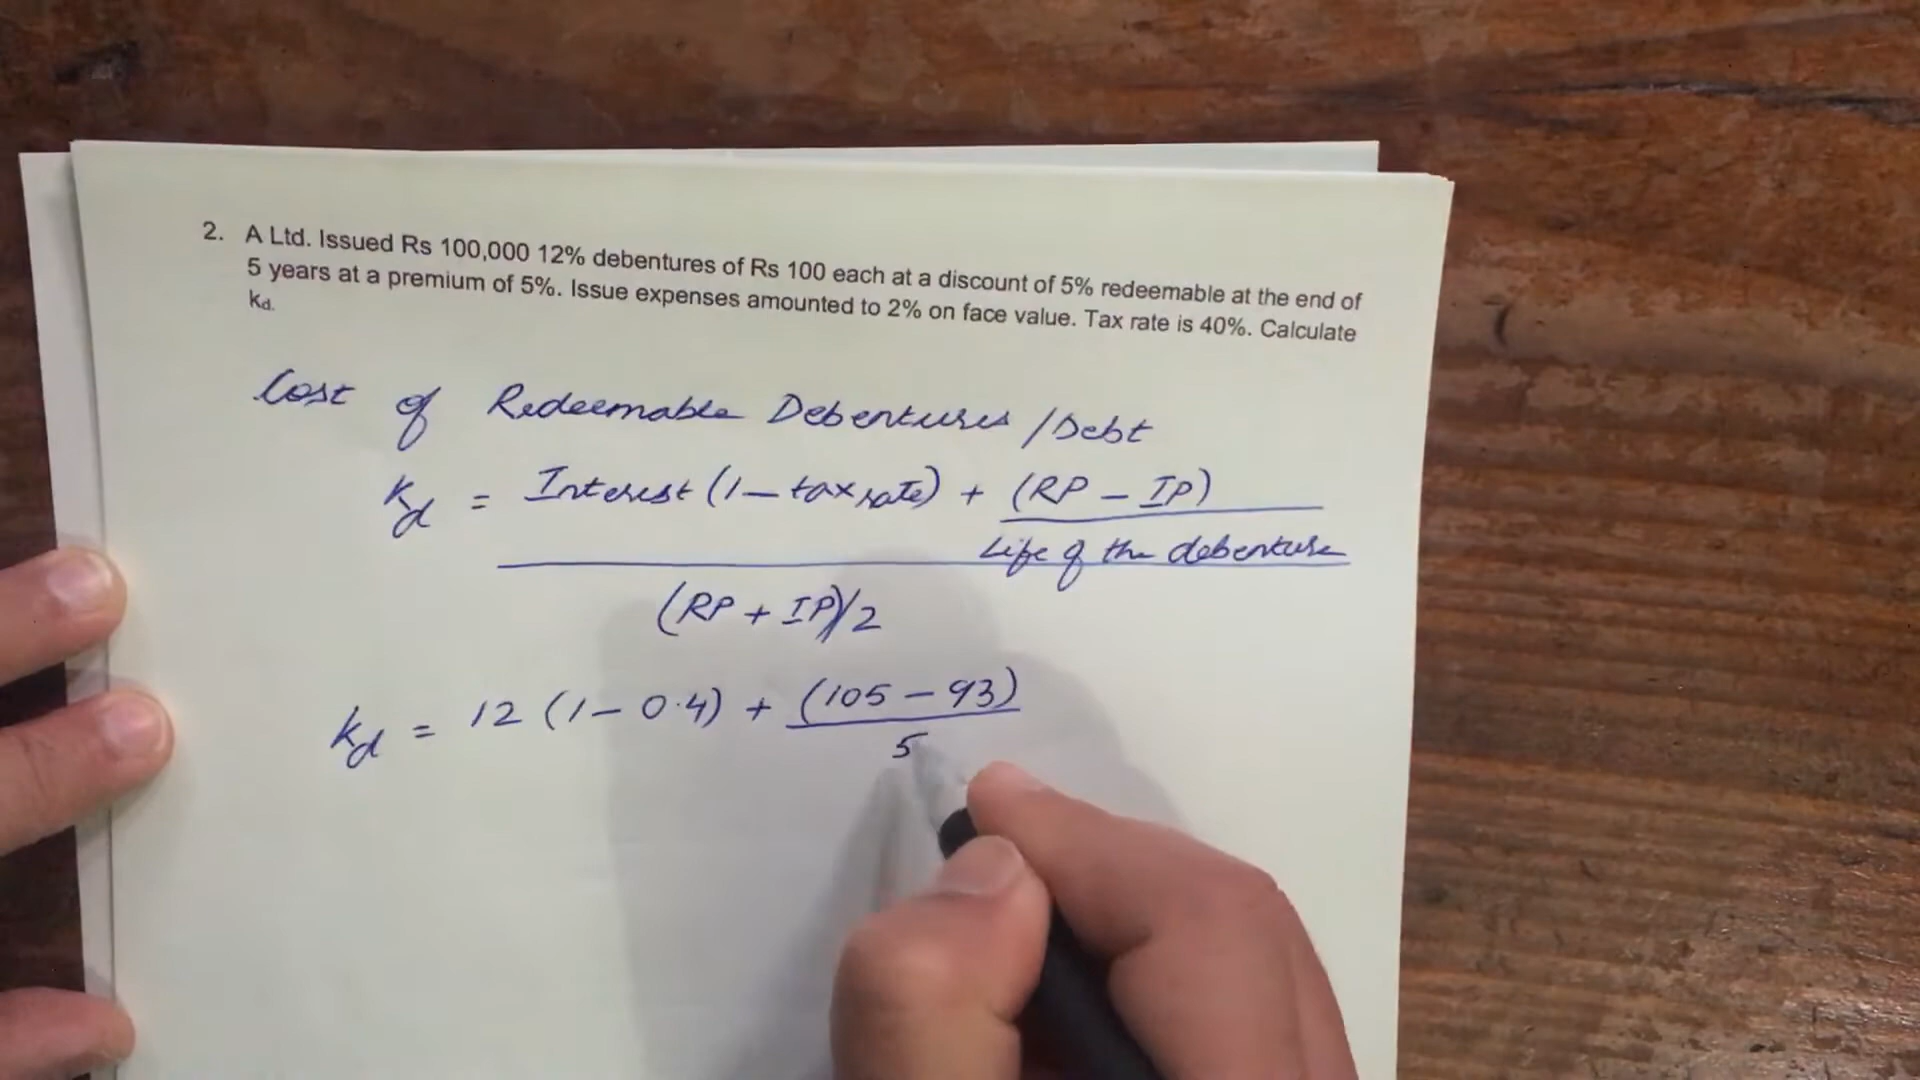 2. A Ltd. Issued Rs 100,000 12% debentures of Rs 100 each at a discount of 5% redeemable at the end of
5 years at a premium of 5%. Issue expenses amounted to 2% on face value. Tax rate is 40%. Calculate
kd.
Cost of Redeemable Debentures/Debt
kd = Interest (1 - tax rate) + (RP - IP)
Life of the debenture
(RP + IP)/2
kd = 12 (1 - 0.4) + (105 - 93)
5